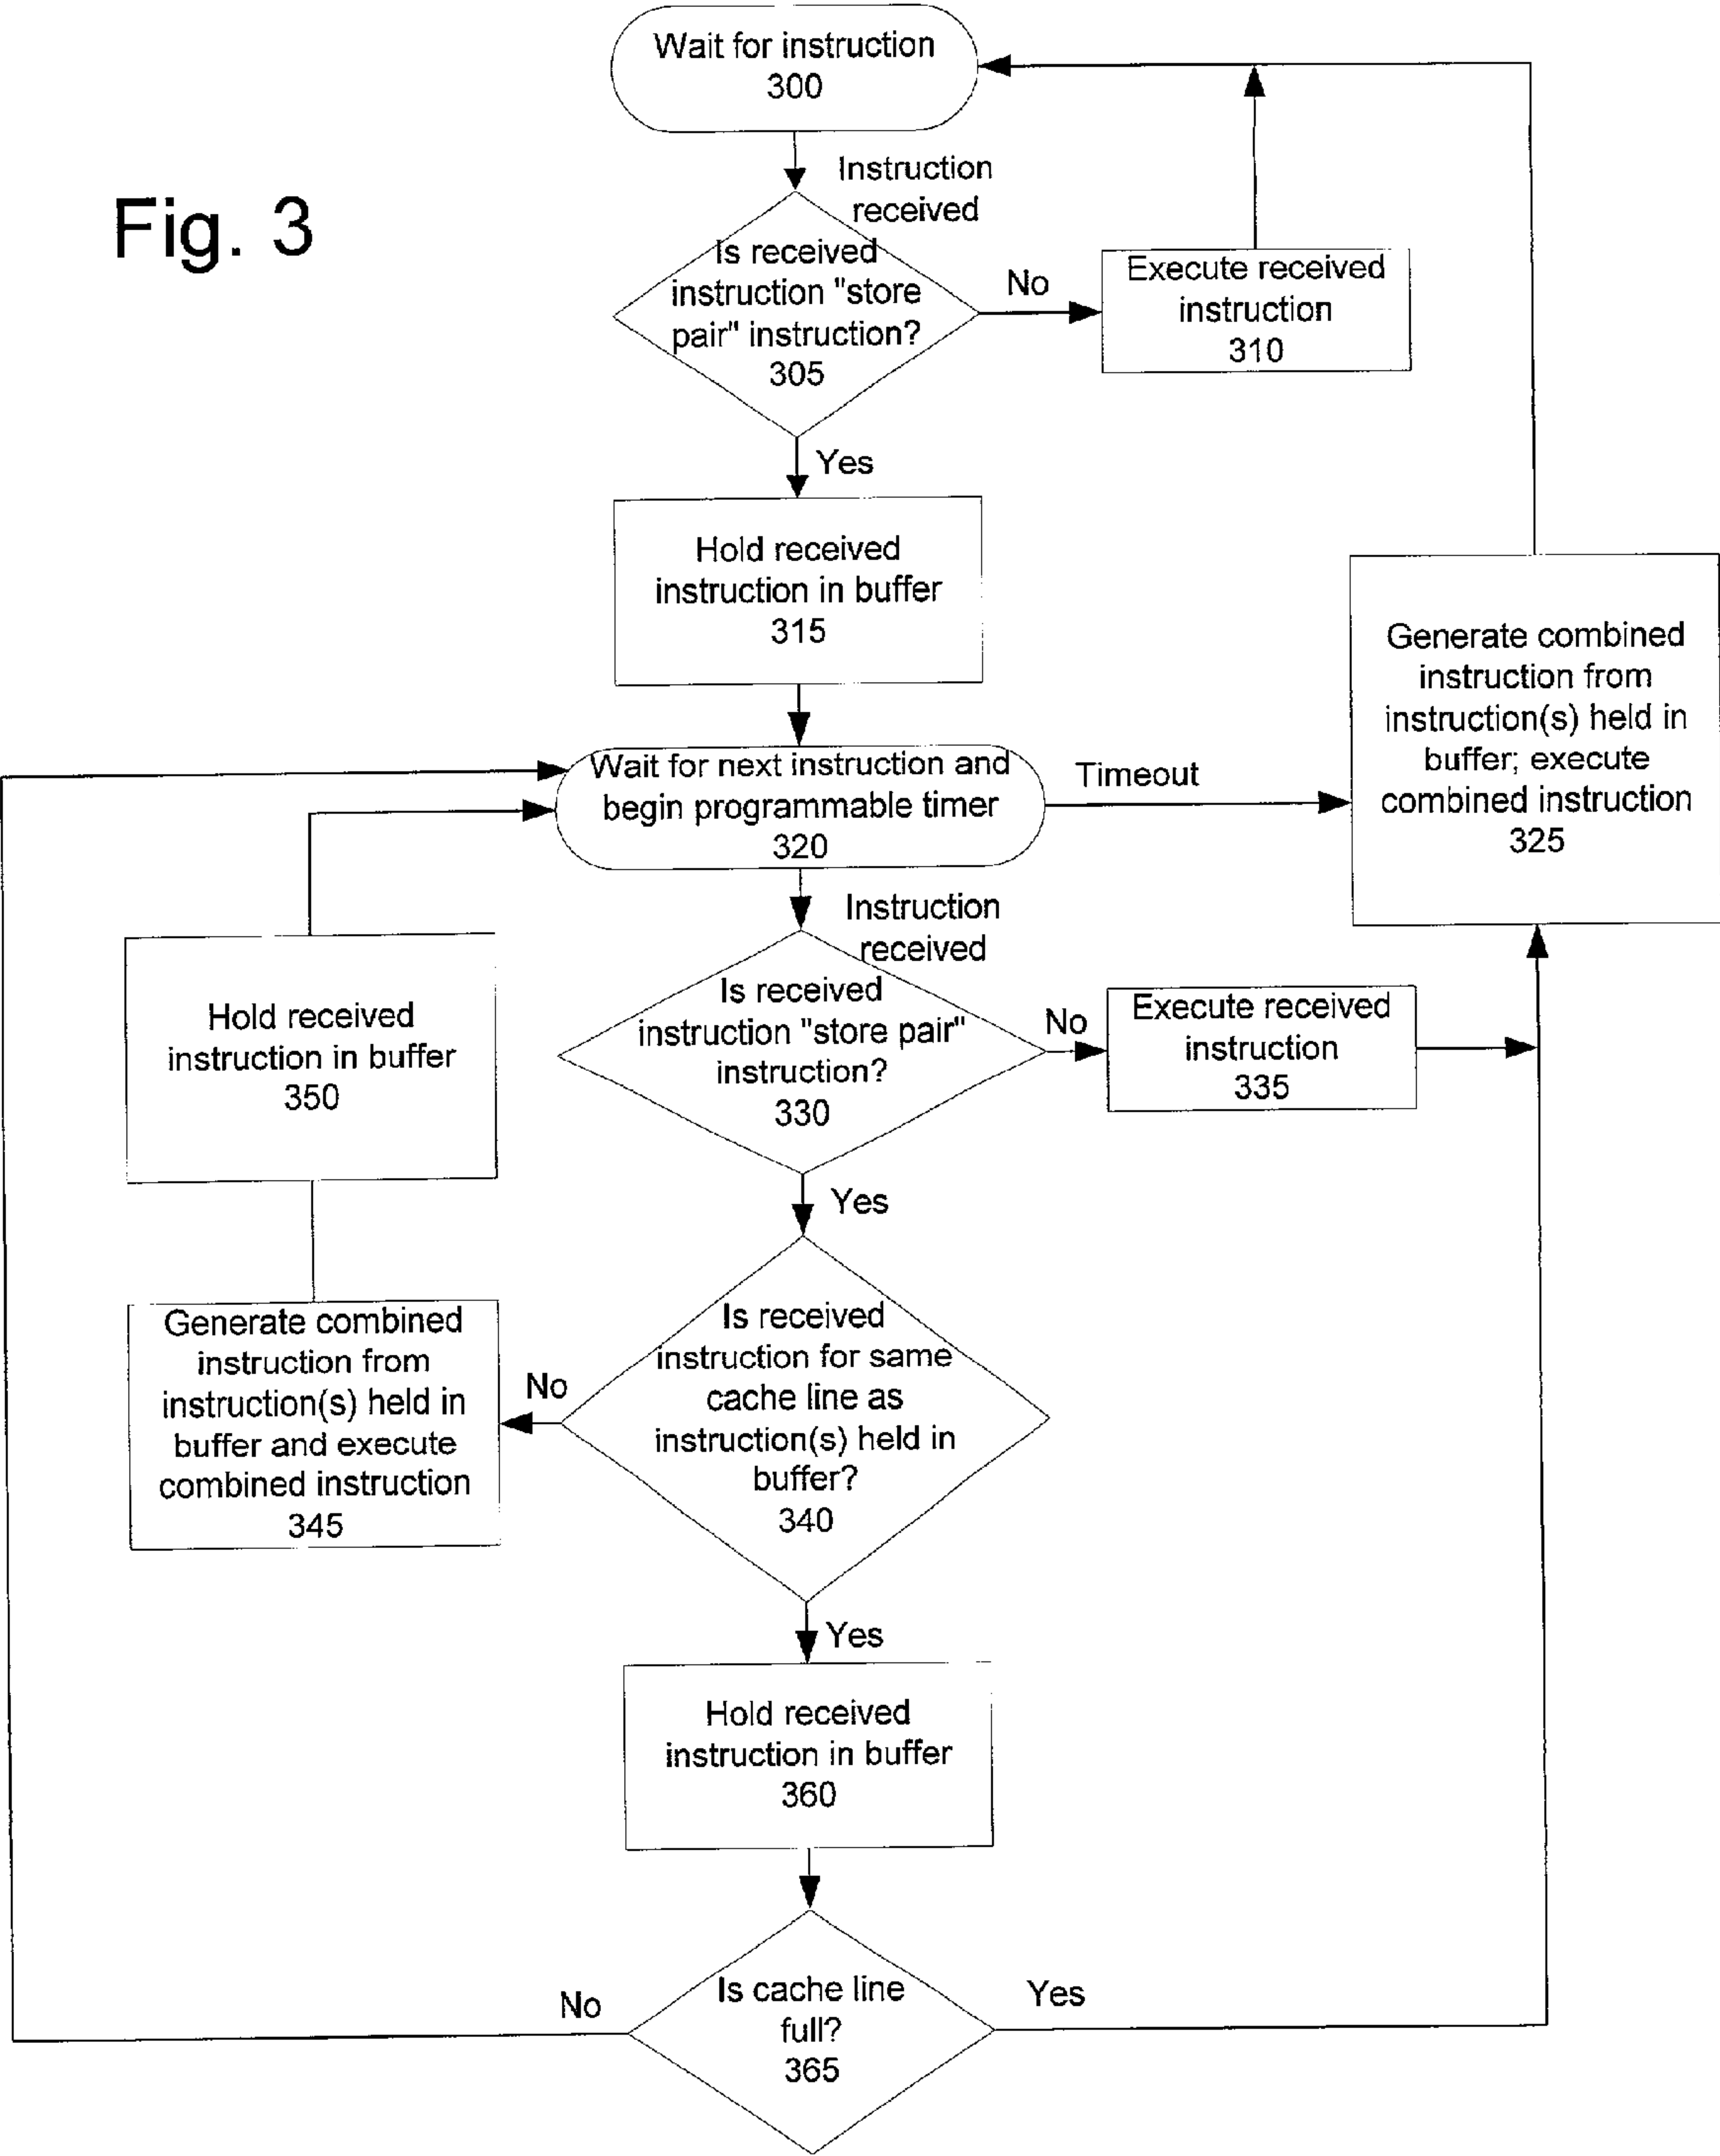 Fig. 3
Wait for instruction
300
Instruction
received
Is received
instruction "store
pair" instruction?
305
No
Execute received
instruction
310
Yes
Hold received
instruction in buffer
315
Wait for next instruction and
begin programmable timer
320
Timeout
Generate combined
instruction from
instruction(s) held in
buffer; execute
combined instruction
325
Instruction
received
Is received
instruction "store pair"
instruction?
330
No
Execute received
instruction
335
Hold received
instruction in buffer
350
Yes
Is received
instruction for same
cache line as
instruction(s) held in
buffer?
340
No
Generate combined
instruction from
instruction(s) held in
buffer and execute
combined instruction
345
Yes
Hold received
instruction in buffer
360
Is cache line
full?
365
No
Yes